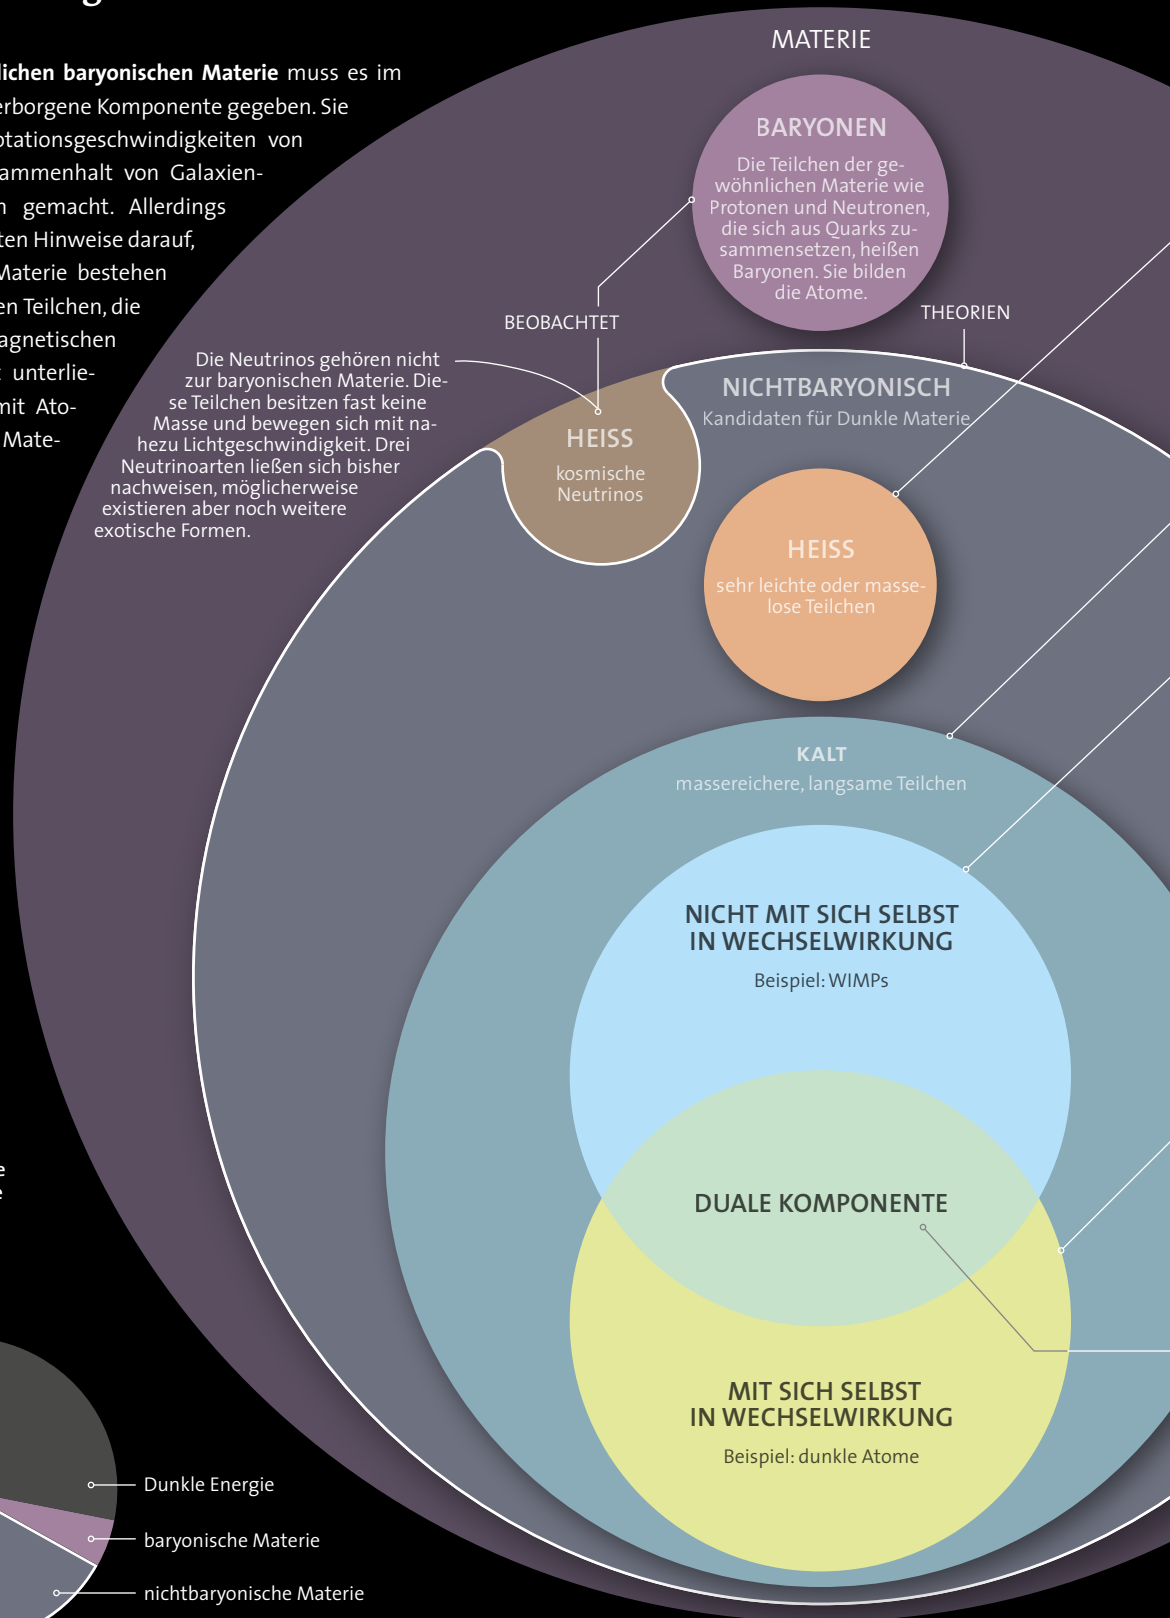 lichen baryonischen Materie muss es im
erborgene Komponente gegeben. Sie
otationsgeschwindigkeiten von
ammenhalt von Galaxien-
gemacht. Allerdings
ten Hinweise darauf,
Materie bestehen
en Teilchen, die
agnetischen
unterlie-
mit Ato-
Mate-
MATERIE
BARYONEN
Die Teilchen der ge-
wöhnlichen Materie wie
Protonen und Neutronen,
die sich aus Quarks zu-
sammensetzen, heißen
Baryonen. Sie bilden
die Atome.
BEOBACHTET
THEORIEN
Die Neutrinos gehören nicht
zur baryonischen Materie. Die-
se Teilchen besitzen fast keine
Masse und bewegen sich mit na-
hezu Lichtgeschwindigkeit. Drei
Neutrinoarten ließen sich bisher
nachweisen, möglicherweise
existieren aber noch weitere
exotische Formen.
HEISS
kosmische
Neutrinos
NICHTBARYONISCH
Kandidaten für Dunkle Materie
HEISS
sehr leichte oder masse-
lose Teilchen
KALT
massereichere, langsame Teilchen
NICHT MIT SICH SELBST
IN WECHSELWIRKUNG
Beispiel: WIMPs
DUALE KOMPONENTE
MIT SICH SELBST
IN WECHSELWIRKUNG
Beispiel: dunkle Atome
Dunkle Energie
baryonische Materie
nichtbaryonische Materie